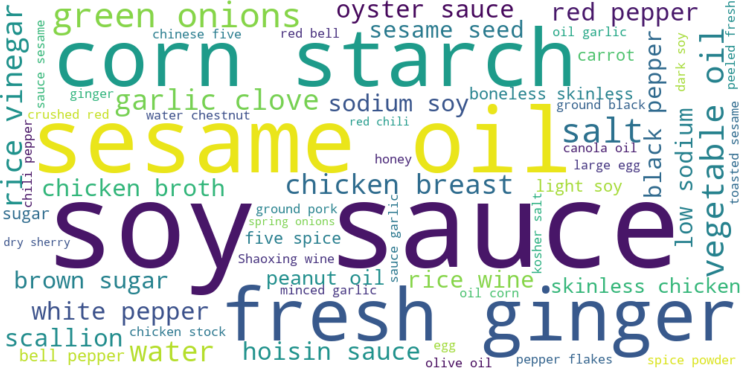 green onions
oyster sauce
red pepper
rice vinegar
sauce sesame
chinese five
red bell
sesame seed
oil garlic
carrot
peeled fresh
dark soy
corn starch
ginger
garlic clove
sodium soy
boneless skinless
ground black
black pepper
vegetable oil
crushed red
water chestnut
red chili
salt
canola oil
chili pepper
sesame oil
honey
large egg
low sodium
toasted sesame
chicken broth
chicken breast
light soy
sugar
soy sauce
ground pork
spring onions
five spice
sauce garlic
kosher salt
dry sherry
Shaoxing wine
brown sugar
peanut oil
rice wine
skinless chicken
minced garlic
oil corn
white pepper
fresh ginger
scallion
chicken stock
hoisin sauce
egg
bell pepper
water
olive oil
pepper flakes
spice powder